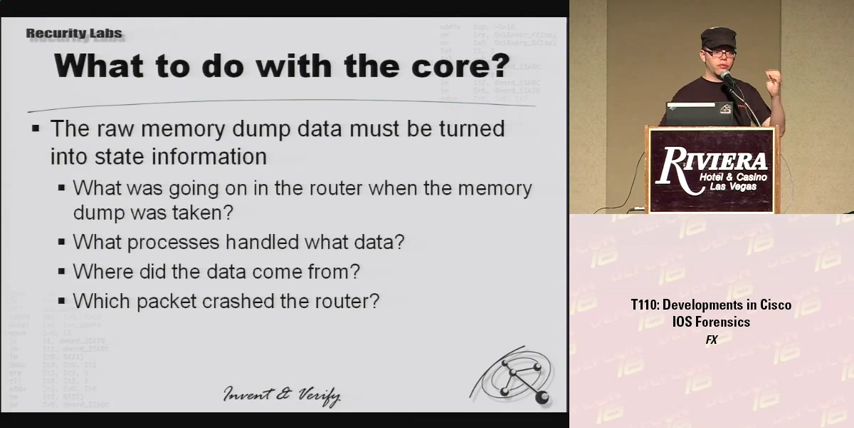 Recurity Labs
What to do with the core?
The raw memory dump data must be turned
into state information
What was going on in the router when the memory
dump was taken?
What processes handled what data?
Where did the data come from?
Which packet crashed the router?
Invent & Verify
RIVIERA
Hotel & Casino
Las Vegas
T110: Developments in Cisco
IOS Forensics
FX